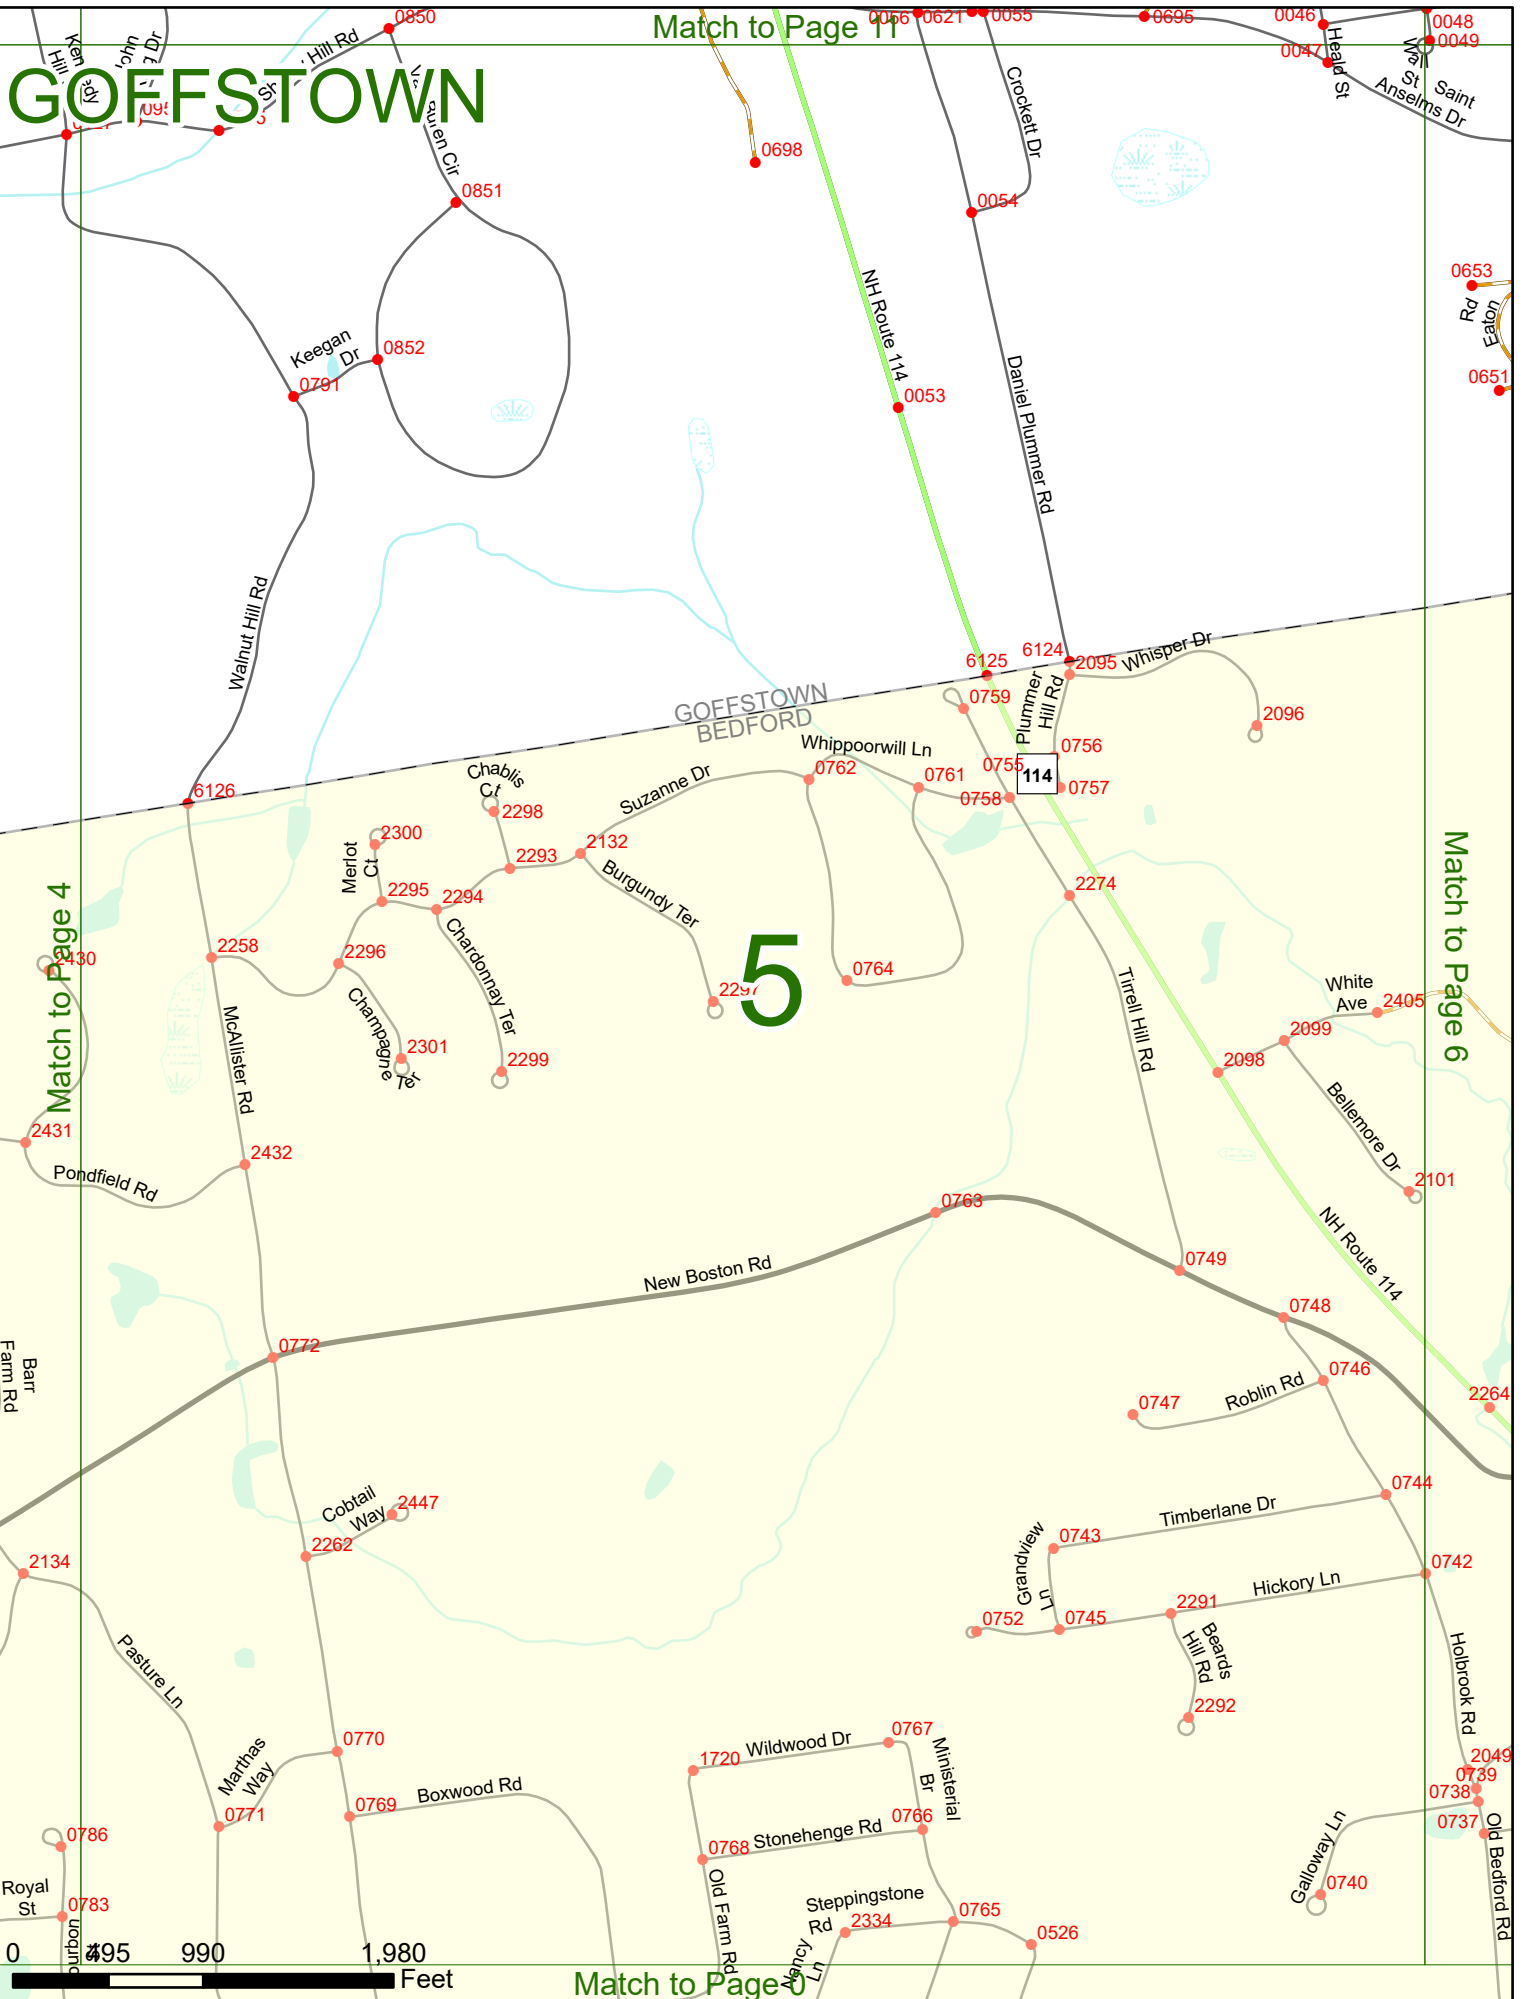 0850
Match to Page 11
0056
0621
0055
0695
0046
0048
0049
0047
Heald St
St
Saint
Anselms Dr
Hill Rd
GOFFSTOWN
0698
Crockett Dr
0851
0054
0653
Eaton
Rd
0651
NH Route 114
Keegan
Dr
0852
0791
0053
Daniel Plummer Rd
Walnut Hill Rd
6124
6125
2095
Whisper Dr
Plummer
Hill Rd
GOFFSTOWN
BEDFORD
0759
2096
Whippoorwill Ln
0756
0755
114
0757
0758
0761
0762
Suzanne Dr
Chablis
Ct
2298
6126
2300
Merlot
Ct
2293
2132
Burgundy Ter
2295
2294
2274
Match to Page 4
2430
2258
2296
Chardonnay Ter
2297
5
0764
Match to Page 6
White
Ave
2405
2099
2098
Tirrell Hill Rd
Champagne Ter
2301
2299
McAllister Rd
Bellemore Dr
2101
2431
2432
Pondfield Rd
0763
NH Route 114
New Boston Rd
0749
0748
0772
Barr
Farm Rd
0746
Roblin Rd
0747
2264
0744
Timberlane Dr
Cobtail
Way
2447
2262
0743
Grandview
Ln
2134
0742
Hickory Ln
2291
0745
0752
Beards
Hill Rd
Pasture Ln
Holbrook Rd
2292
0767
Wildwood Dr
1720
Ministerial
Br
0770
Marthas
Way
2049
0739
0738
0737
Boxwood Rd
0769
0771
0766
Stonehenge Rd
0768
0786
Galloway Ln
Old Bedford Rd
0740
Royal
St
0783
Old Farm Rd
Steppingstone
Rd
0765
2334
Nancy
Ln
0526
0 495 990 1,980
Feet
Match to Page 0